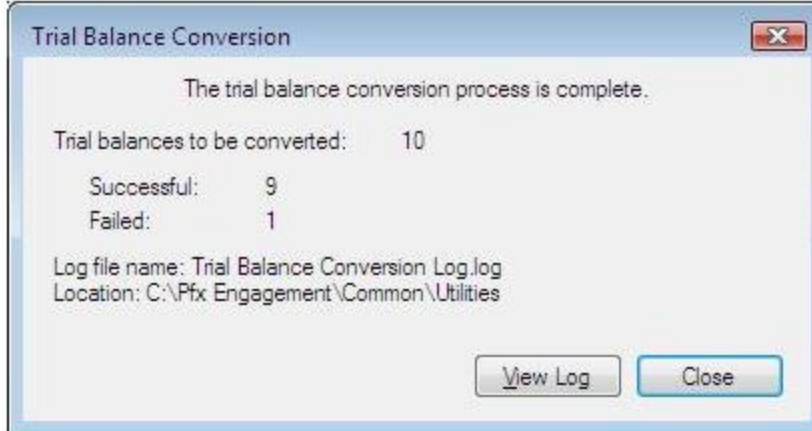 Trial Balance Conversion
The trial balance conversion process is complete.
Trial balances to be converted: 10
Successful: 9
Failed: 1
Log file name: Trial Balance Conversion Log.log
Location: C:\Pfx Engagement\Common\Utilities
View Log Close